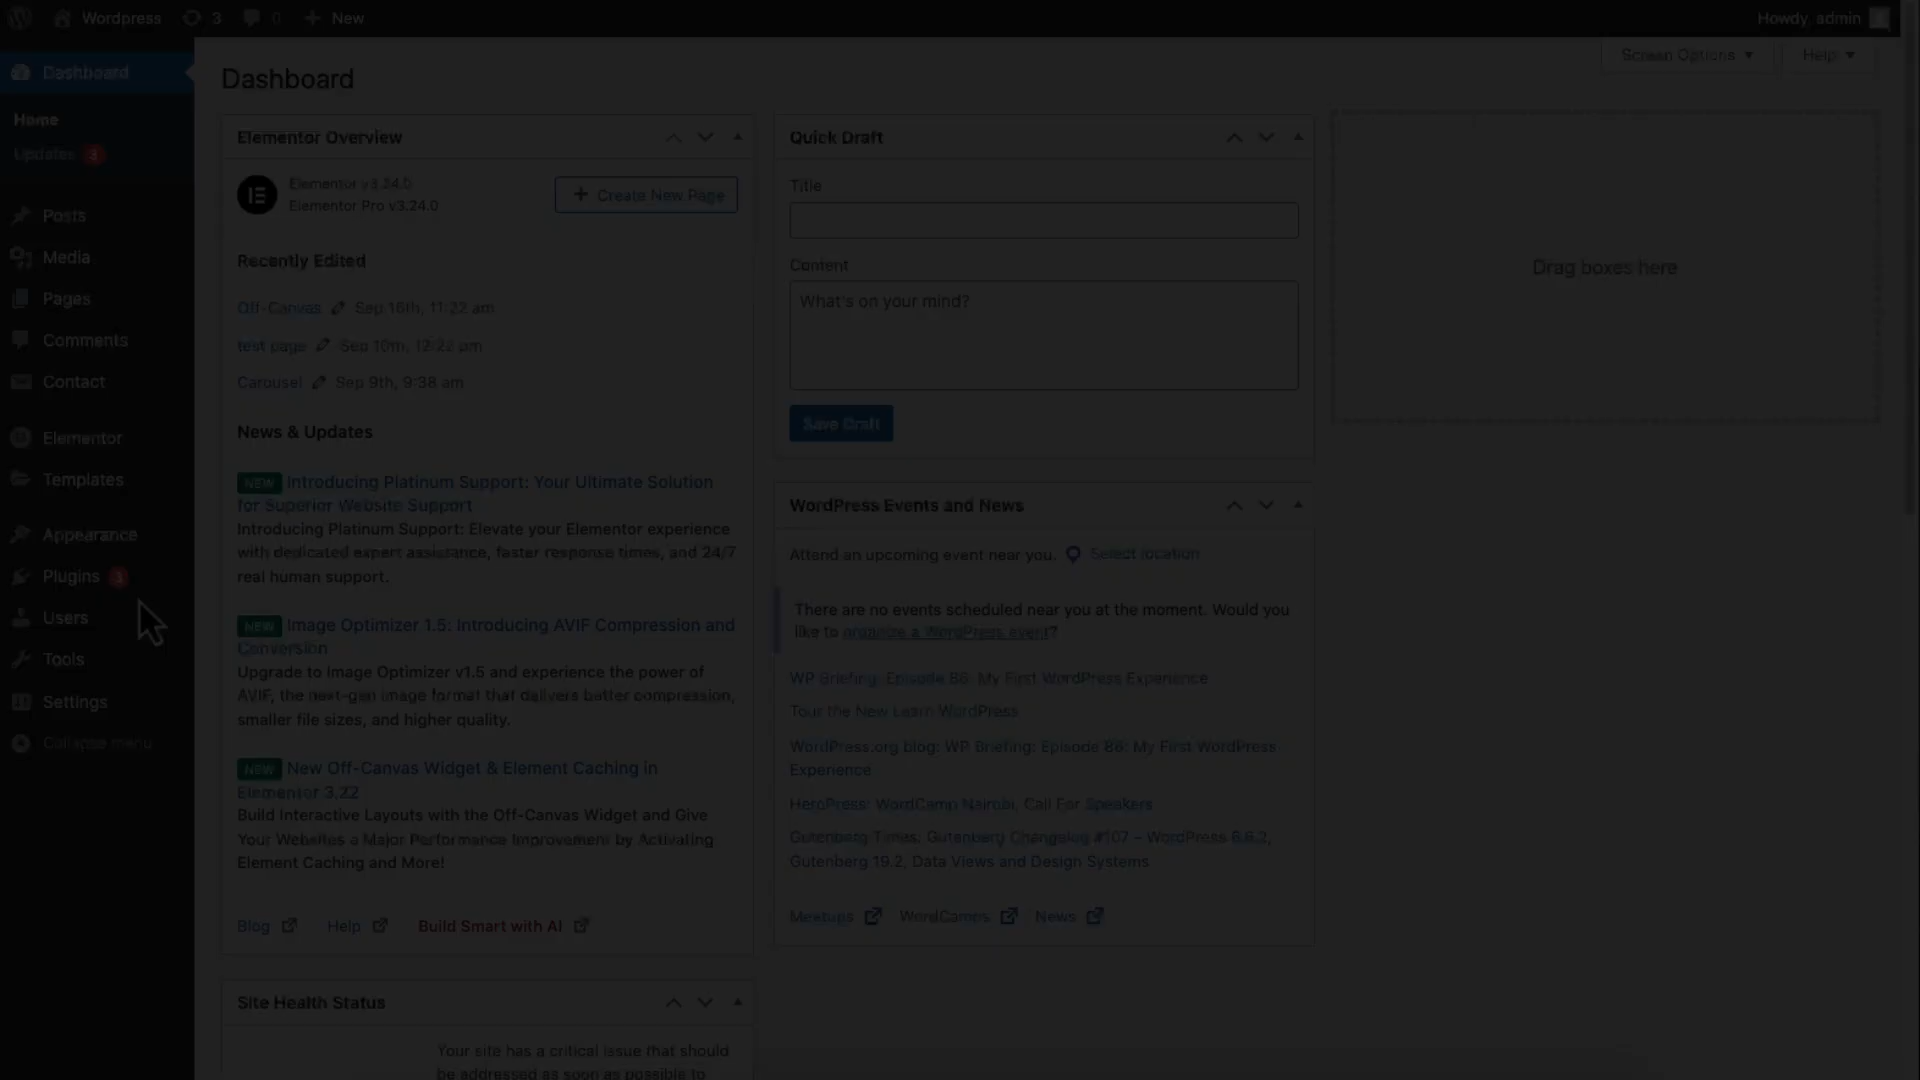 Wordpress
3
0
New
Howdy, admin
Dashboard
Home
Updates 3
Posts
Media
Pages
Comments
Contact
Elementor
Templates
Appearance
Plugins 3
Users
Tools
Settings
Collapse menu
Screen Options
Help
Dashboard
Elementor Overview
Elementor v3.24.0
Elementor Pro v3.24.0
Create New Page
Recently Edited
Off-Canvas Sep 16th, 11:22 am
test page Sep 10th, 12:22 pm
Carousel Sep 9th, 9:38 am
News & Updates
NEW Introducing Platinum Support: Your Ultimate Solution
for Superior Website Support
Introducing Platinum Support: Elevate your Elementor experience
with dedicated expert assistance, faster response times, and 24/7
real human support.
NEW Image Optimizer 1.5: Introducing AVIF Compression and
Conversion
Upgrade to Image Optimizer v1.5 and experience the power of
AVIF, the next-gen image format that delivers better compression,
smaller file sizes, and higher quality.
NEW New Off-Canvas Widget & Element Caching in
Elementor 3.22
Build Interactive Layouts with the Off-Canvas Widget and Give
Your Websites a Major Performance Improvement by Activating
Element Caching and More!
Blog
Help
Build Smart with AI
Site Health Status
Your site has a critical issue that should
be addressed as soon as possible to
Quick Draft
Title
Content
What's on your mind?
Save Draft
WordPress Events and News
Attend an upcoming event near you. Select location
There are no events scheduled near you at the moment. Would you
like to organize a WordPress event?
WP Briefing: Episode 86: My First WordPress Experience
Tour the New Learn WordPress
WordPress.org blog: WP Briefing: Episode 86: My First WordPress
Experience
HeroPress: WordCamp Nairobi, Call For Speakers
Gutenberg Times: Gutenberg Changelog #107 – WordPress 6.6.2,
Gutenberg 19.2, Data Views and Design Systems
Meetups
WordCamps
News
Drag boxes here